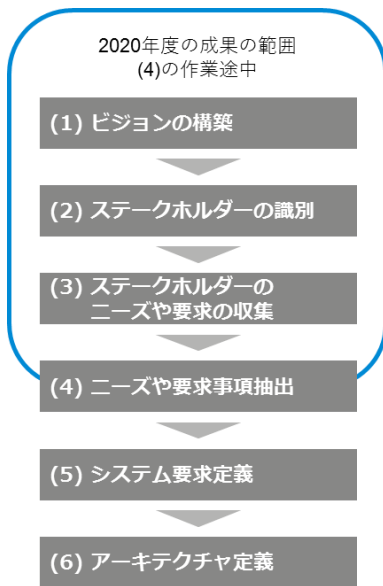 2020年度の成果の範囲
(4)の作業途中
(1) ビジョンの構築
(2) ステークホルダーの識別
(3) ステークホルダーの
ニーズや要求の収集
(4) ニーズや要求事項抽出
(5) システム要求定義
(6) アーキテクチャ定義